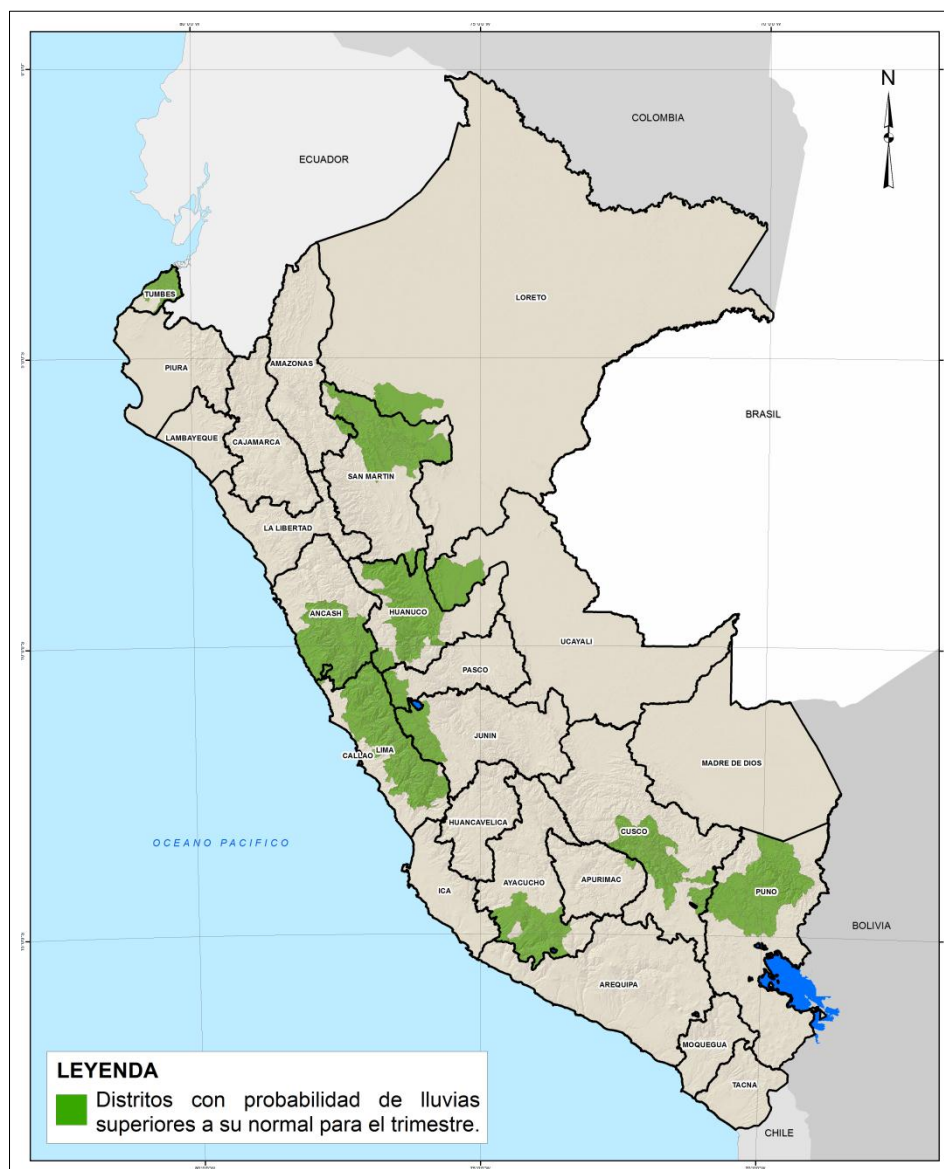 N
COLOMBIA
ECUADOR
TUMBES
LORETO
PIURA
AMAZONAS
BRASIL
LAMBAYEQUE
CAJAMARCA
SAN MARTIN
LA LIBERTAD
ANCASH
HUANUCO
UCAYALI
PASCO
JUNIN
LIMA
CALLAO
MADRE DE DIOS
HUANCAVELICA
CUSCO
OCEANO PACIFICO
AYACUCHO
APURIMAC
ICA
PUNO
BOLIVIA
AREQUIPA
MOQUEGUA
TACNA
CHILE
LEYENDA
Distritos con probabilidad de lluvias
superiores a su normal para el trimestre.